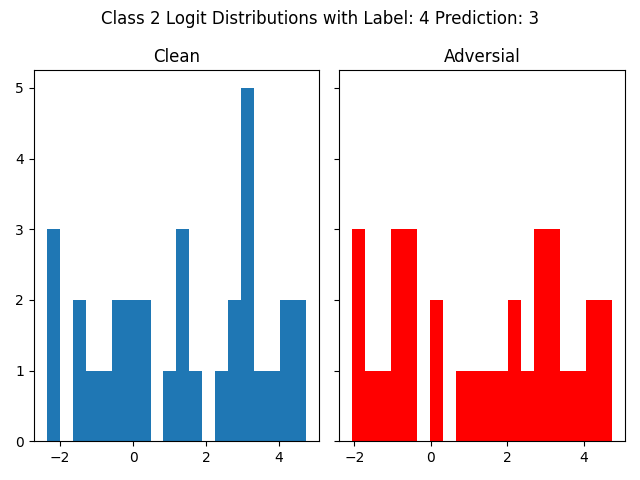 Class 2 Logit Distributions with Label: 4 Prediction: 3
Clean
Adversial
5
4
3
2
1
0
−2 0 2 4
−2 0 2 4